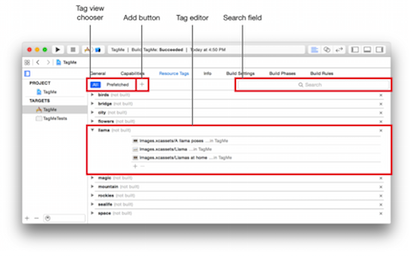 Tag view chooser
Add button
Tag editor
Search field
TagMe
TagMe | Build TagMe: Succeeded | Today at 4:50 PM
TagMe
General Capabilities Resource Tags Info Build Settings Build Phases Build Rules
PROJECT
TagMe
TARGETS
TagMe
TagMeTests
All Prefetched +
Search
birds (not built)
bridge (not built)
city (not built)
flowers (not built)
llama (not built)
Images.xcassets/A llama poses ...in TagMe
Images.xcassets/Llama ...in TagMe
Images.xcassets/Llamas at home ...in TagMe
+ −
magic (not built)
mountain (not built)
rockies (not built)
sealife (not built)
space (not built)
+ −